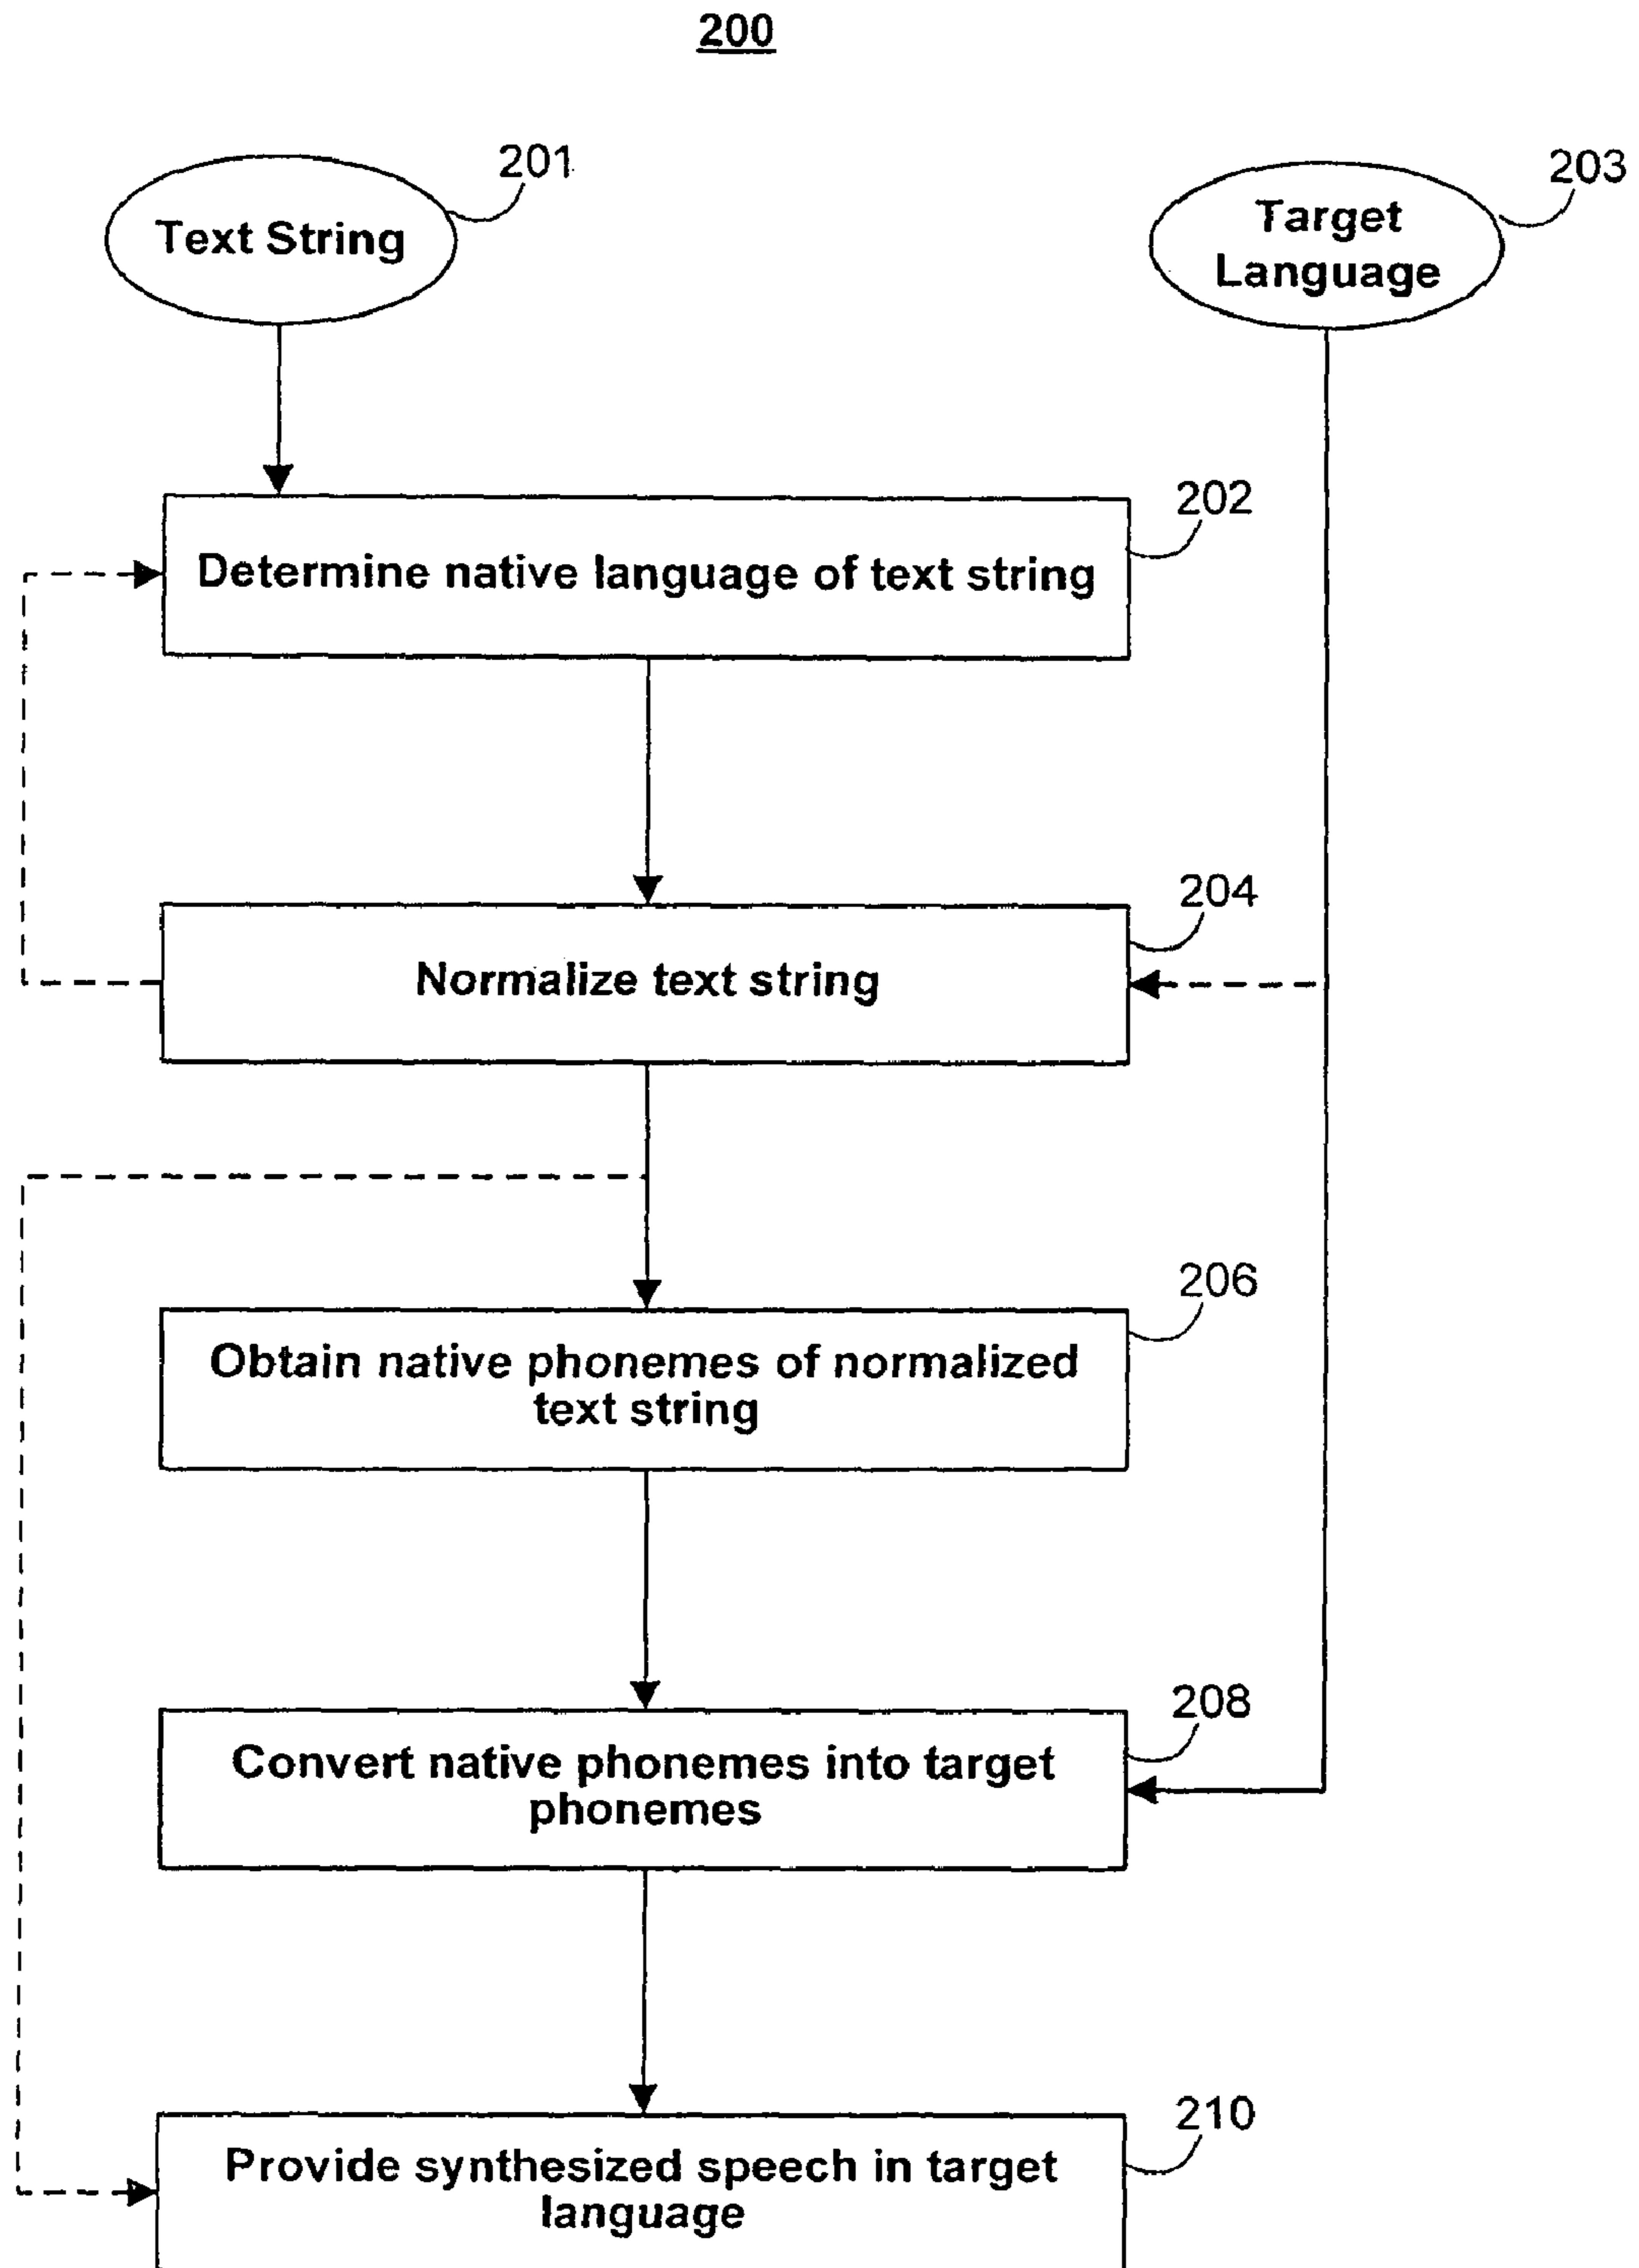 200
201
Text String
203
Target
Language
202
Determine native language of text string
204
Normalize text string
206
Obtain native phonemes of normalized
text string
208
Convert native phonemes into target
phonemes
210
Provide synthesized speech in target
language